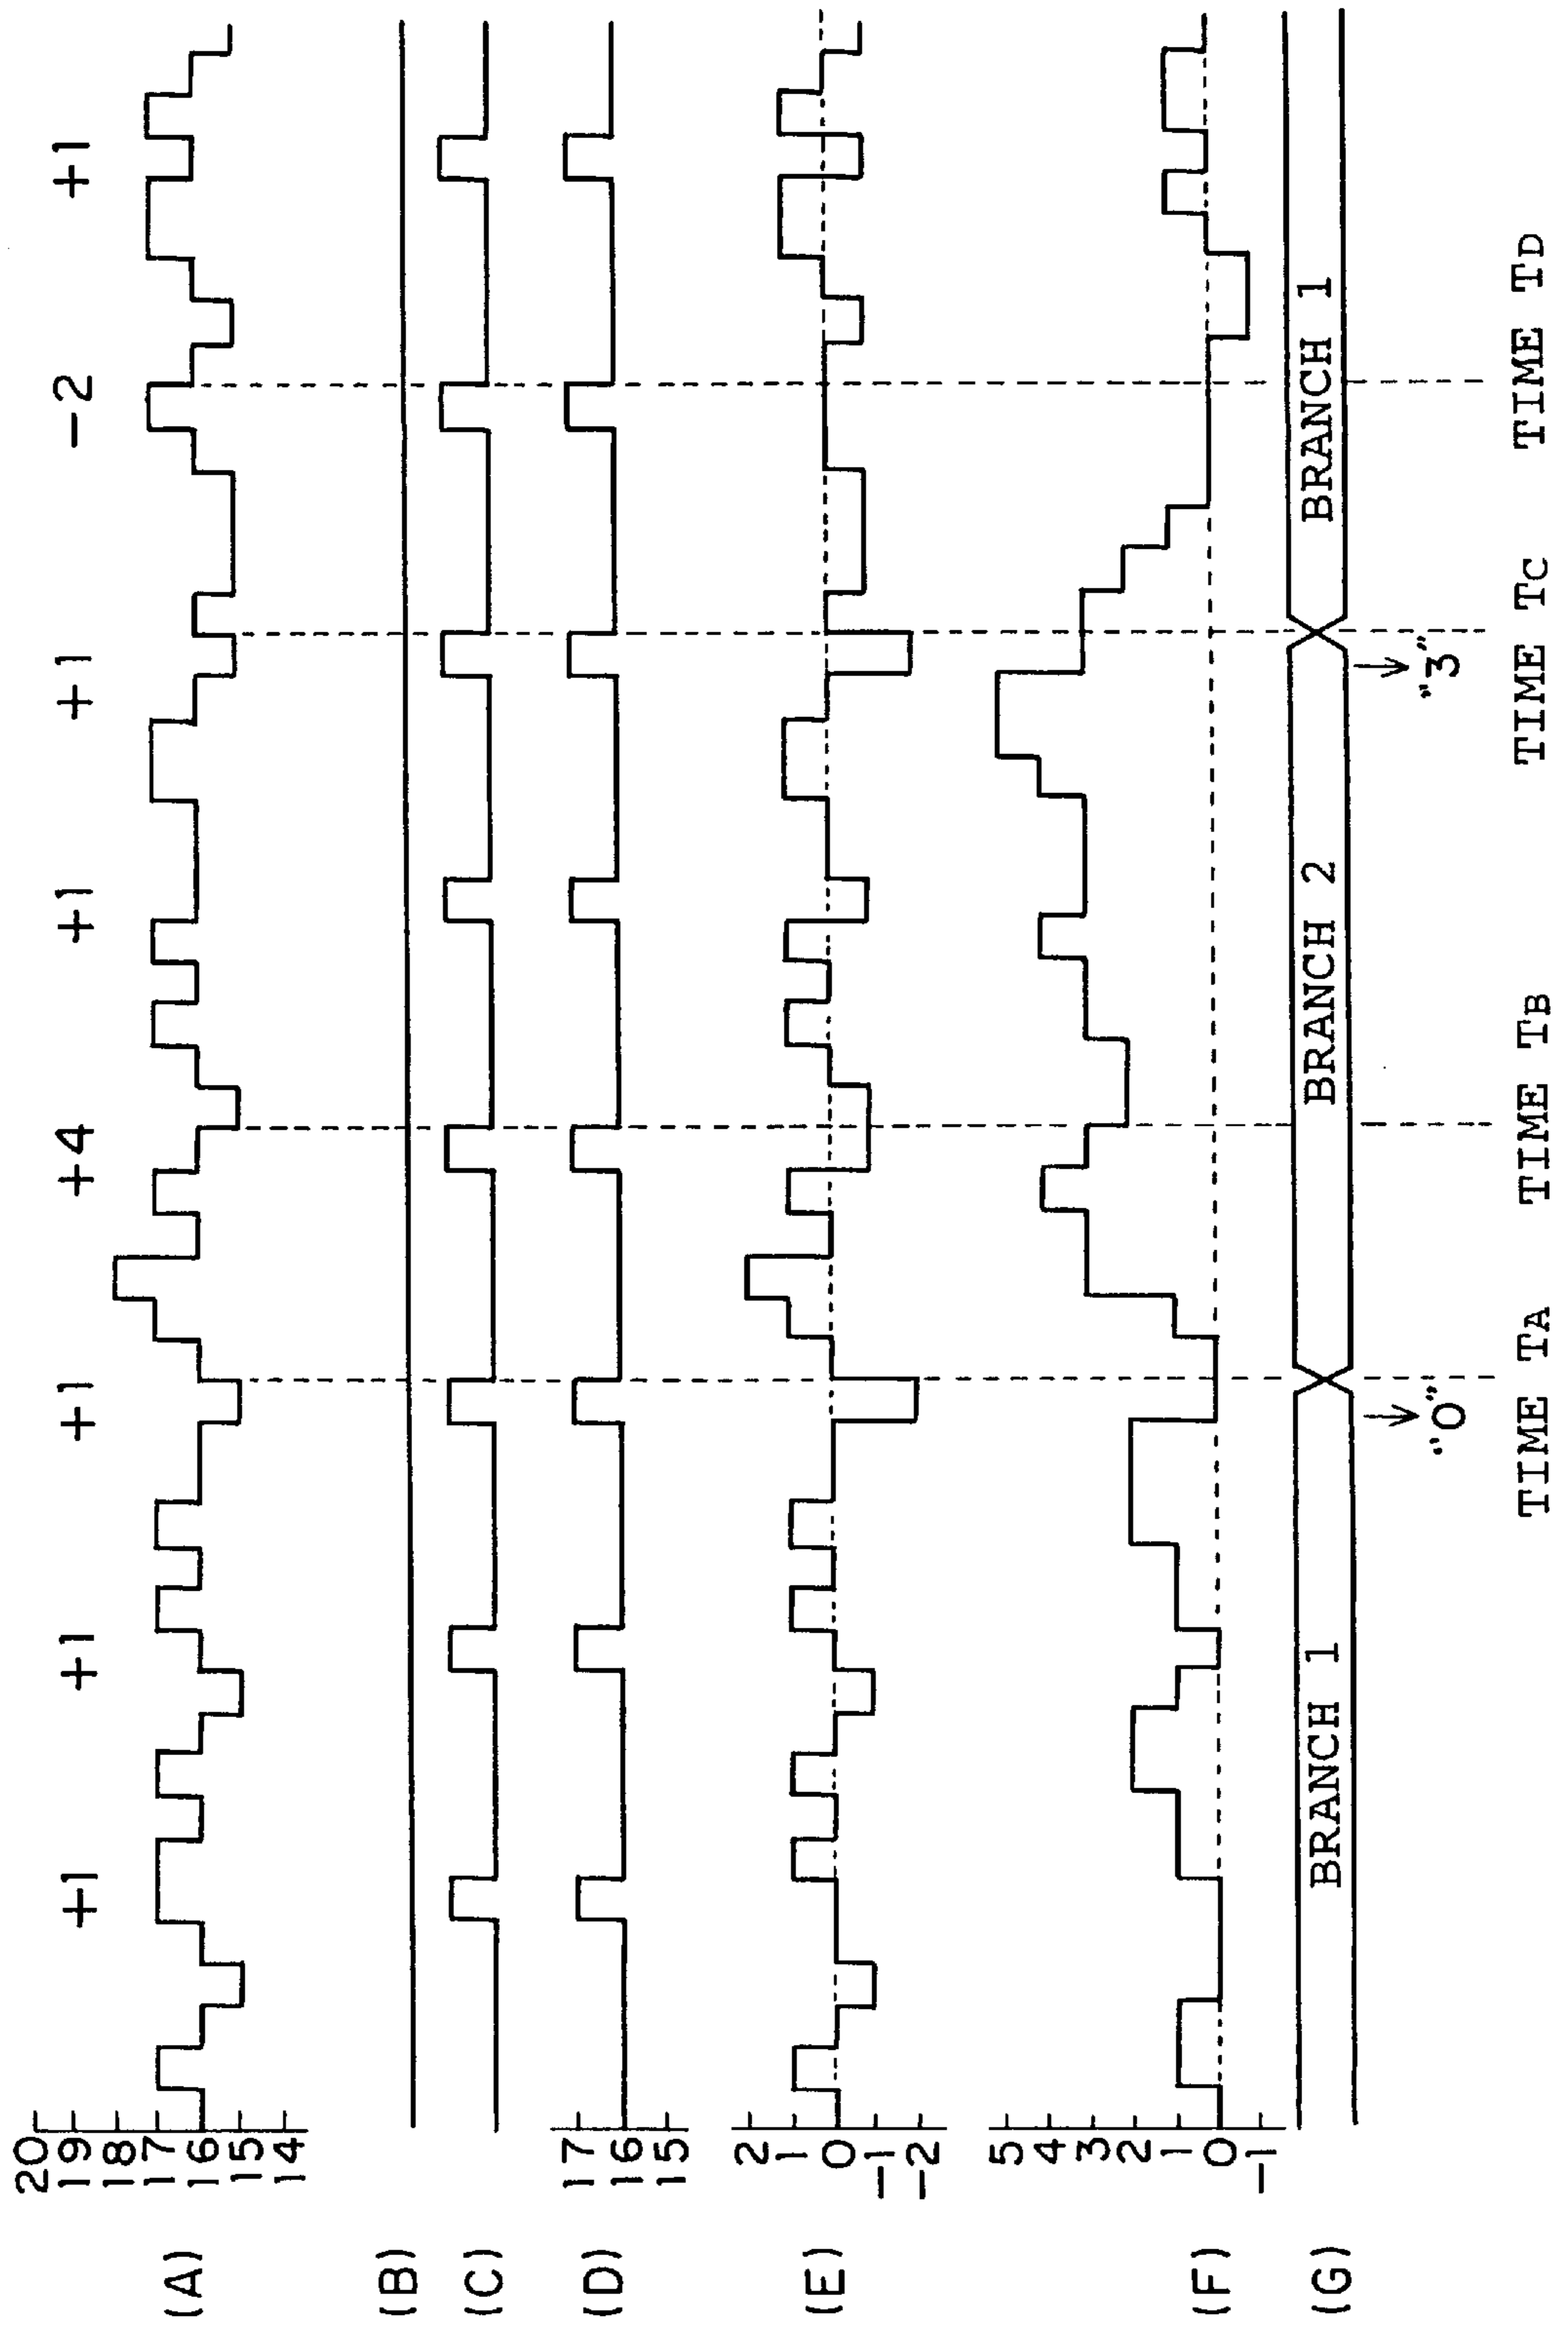 +1 +1 +1 +4 +1 +1 -2 +1
(A) 20 19 18 17 16 15 14
(B)
(C)
(D) 17 16 15
(E) 2 1 0 -1 -2
(F) 5 4 3 2 1 0 -1
(G) BRANCH 1 BRANCH 2 BRANCH 1
"0" "3"
TIME TA TIME TB TIME TC TIME TD